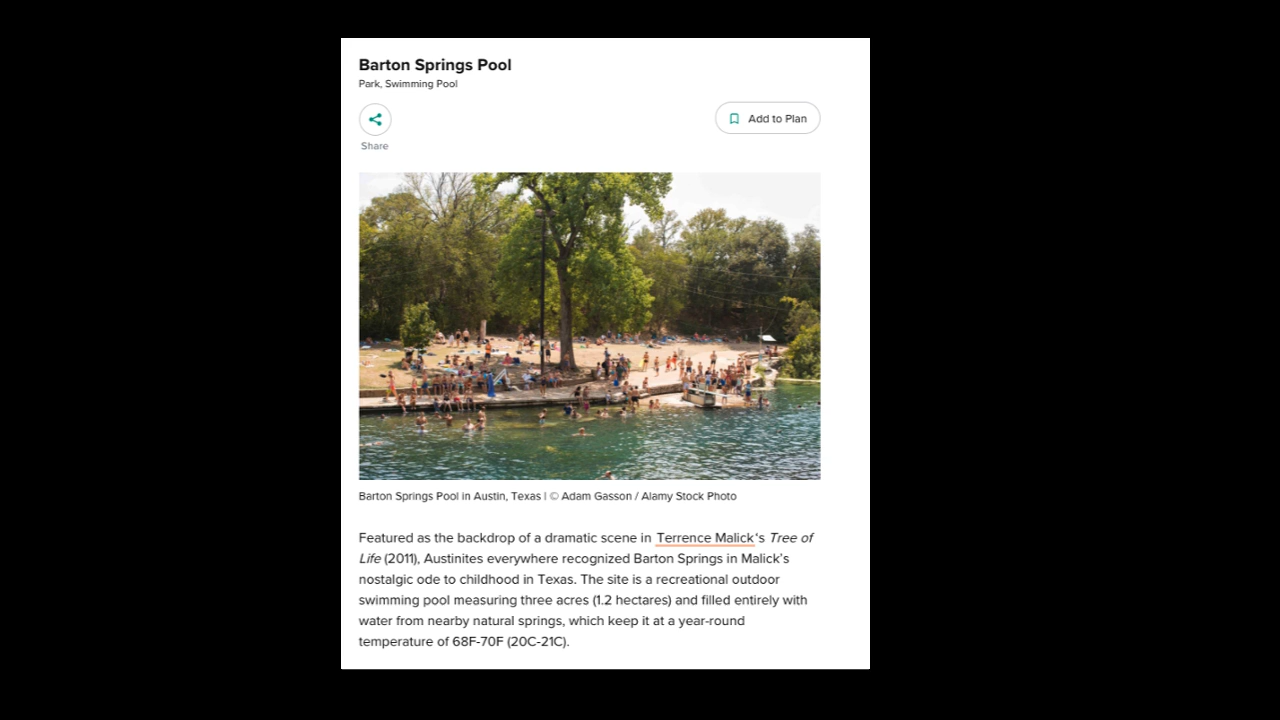 Barton Springs Pool
Park, Swimming Pool
Add to Plan
Share
Barton Springs Pool in Austin, Texas | © Adam Gasson / Alamy Stock Photo
Featured as the backdrop of a dramatic scene in Terrence Malick‘s Tree of
Life (2011), Austinites everywhere recognized Barton Springs in Malick’s
nostalgic ode to childhood in Texas. The site is a recreational outdoor
swimming pool measuring three acres (1.2 hectares) and filled entirely with
water from nearby natural springs, which keep it at a year-round
temperature of 68F-70F (20C-21C).